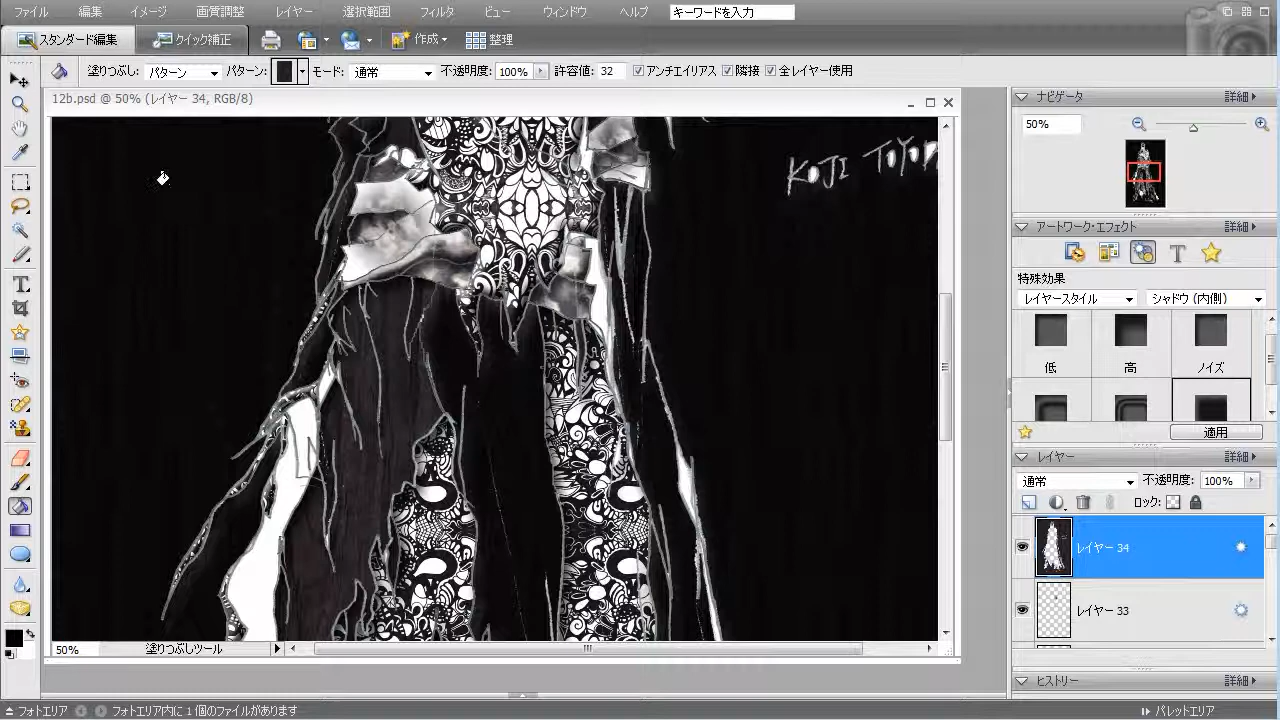 ファイル 編集 イメージ 画質調整 レイヤー 選択範囲 フィルタ ビュー ウィンドウ ヘルプ キーワードを入力
スタンダード編集 クイック補正 作成 整理
塗りつぶし: パターン パターン: モード: 通常 不透明度: 100% 許容値: 32 アンチエイリアス 隣接 全レイヤー使用
12b.psd @ 50% (レイヤー 34, RGB/8)
KOJI
50% 塗りつぶしツール
ナビゲータ 詳細
50%
アートワーク・エフェクト 詳細
特殊効果
レイヤースタイル シャドウ (内側)
低 高 ノイズ
適用
レイヤー 詳細
通常 不透明度: 100%
ロック:
レイヤー 34
レイヤー 33
ヒストリー 詳細
フォトエリア フォトエリア内に 1 個のファイルがあります パレットエリア